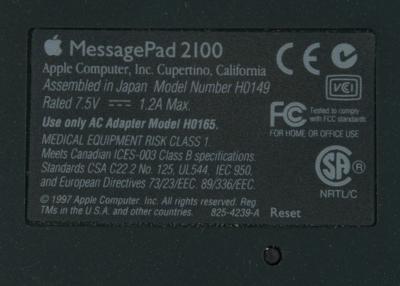 MessagePad 2100
Apple Computer, Inc. Cupertino, California
Assembled in Japan Model Number H0149
Rated 7.5V 1.2A Max.
Use only AC Adapter Model H0165.
MEDICAL EQUIPMENT RISK CLASS 1
Meets Canadian ICES-003 Class B specifications.
Standards CSA C22.2 No. 125, UL544, IEC 950,
and European Directives 73/23/EEC. 89/336/EEC.
© 1997 Apple Computer, Inc. All rights reserved. Reg
TMs in the U.S.A. and other countries. 825-4239-A
CE
N
VCI
FC Tested to comply
with FCC standards
FOR HOME OR OFFICE USE
SA
NRTL/C
Reset